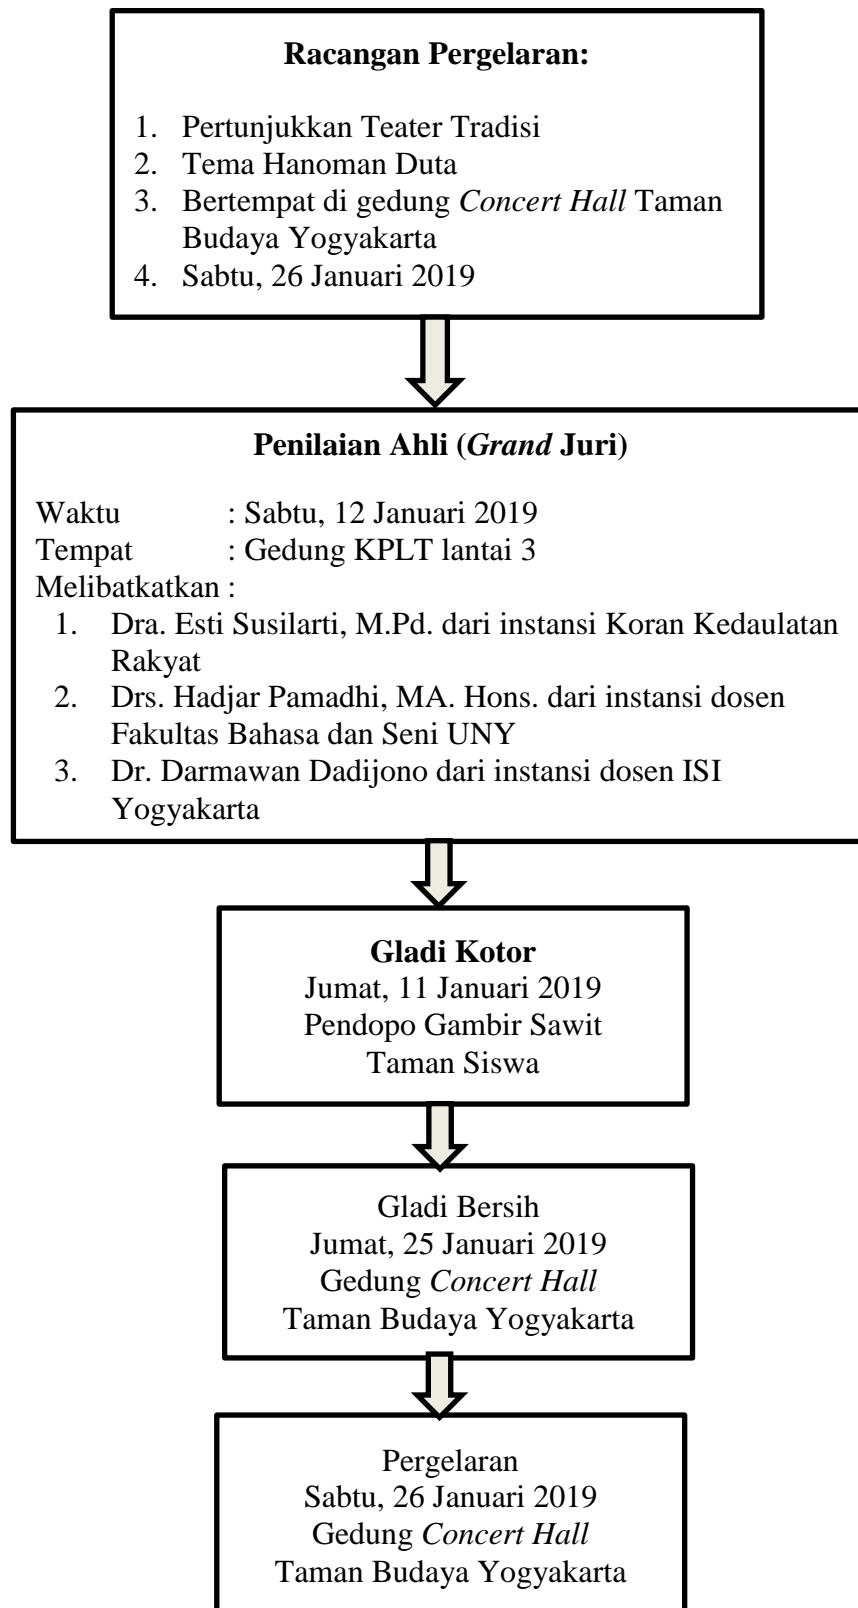 Racangan Pergelaran:
1. Pertunjukkan Teater Tradisi
2. Tema Hanoman Duta
3. Bertempat di gedung Concert Hall Taman
Budaya Yogyakarta
4. Sabtu, 26 Januari 2019
Penilaian Ahli (Grand Juri)
Waktu : Sabtu, 12 Januari 2019
Tempat : Gedung KPLT lantai 3
Melibatkatkan :
1. Dra. Esti Susilarti, M.Pd. dari instansi Koran Kedaulatan
Rakyat
2. Drs. Hadjar Pamadhi, MA. Hons. dari instansi dosen
Fakultas Bahasa dan Seni UNY
3. Dr. Darmawan Dadijono dari instansi dosen ISI
Yogyakarta
Gladi Kotor
Jumat, 11 Januari 2019
Pendopo Gambir Sawit
Taman Siswa
Gladi Bersih
Jumat, 25 Januari 2019
Gedung Concert Hall
Taman Budaya Yogyakarta
Pergelaran
Sabtu, 26 Januari 2019
Gedung Concert Hall
Taman Budaya Yogyakarta